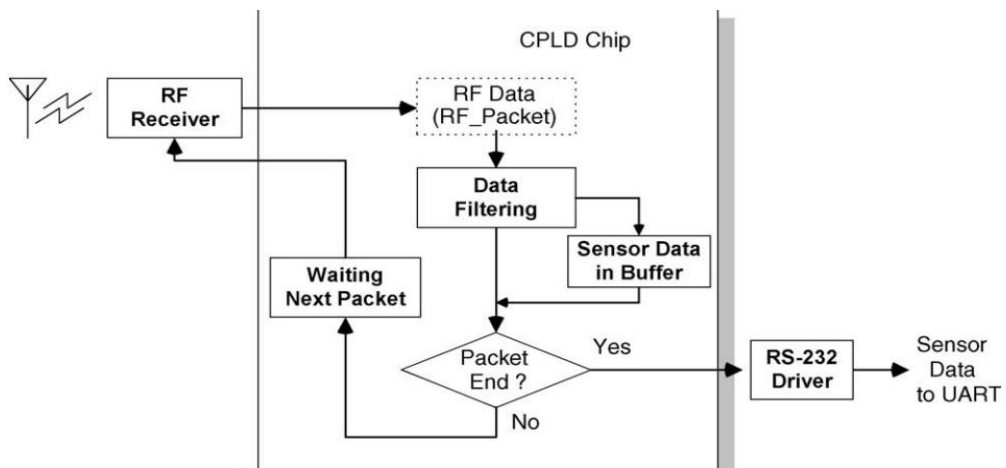 CPLD Chip
RF
Receiver
RF Data
(RF_Packet)
Data
Filtering
Sensor Data
in Buffer
Waiting
Next Packet
Packet
End ?
Yes
No
RS-232
Driver
Sensor
Data
to UART